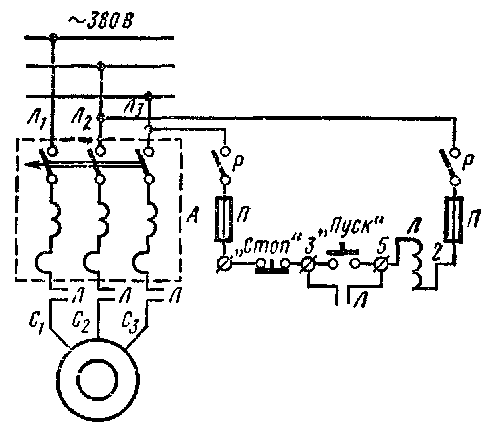 ~380 В
Л1 Л2 Л3
Р Р
А П П
„Стоп“ 3 „Пуск“ 5 Л 2
Л Л Л Л
С1 С2 С3